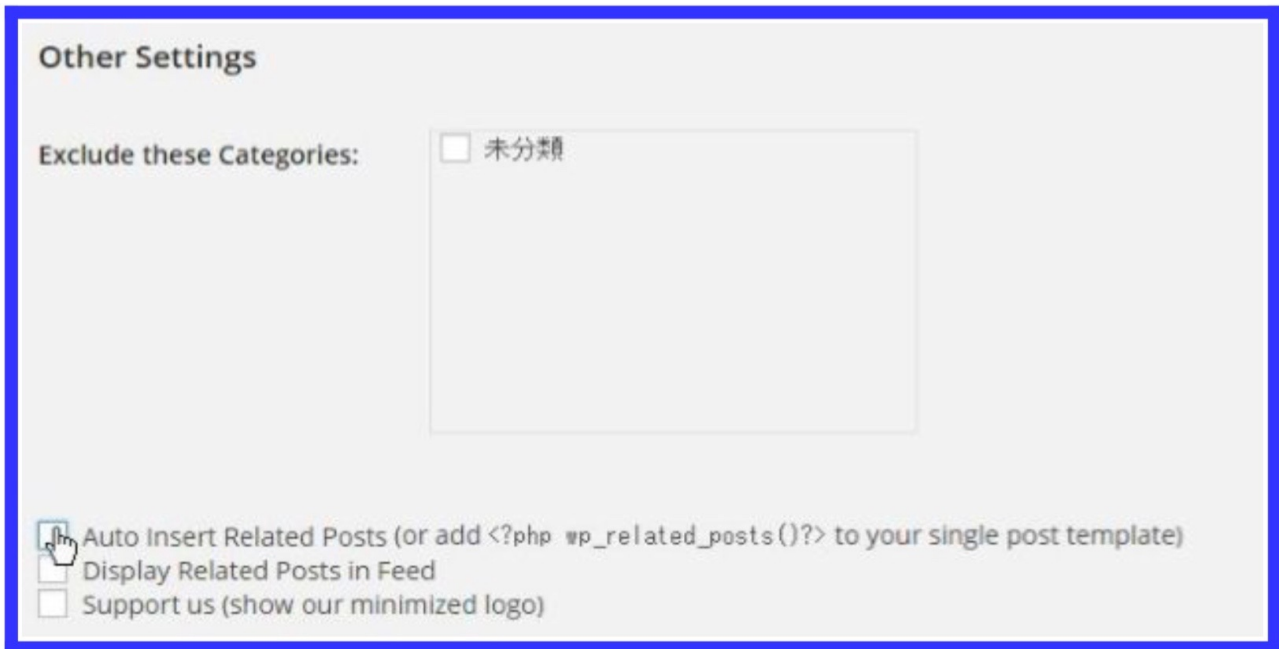 Other Settings
Exclude these Categories:
未分類
Auto Insert Related Posts (or add <?php wp_related_posts()?> to your single post template)
Display Related Posts in Feed
Support us (show our minimized logo)